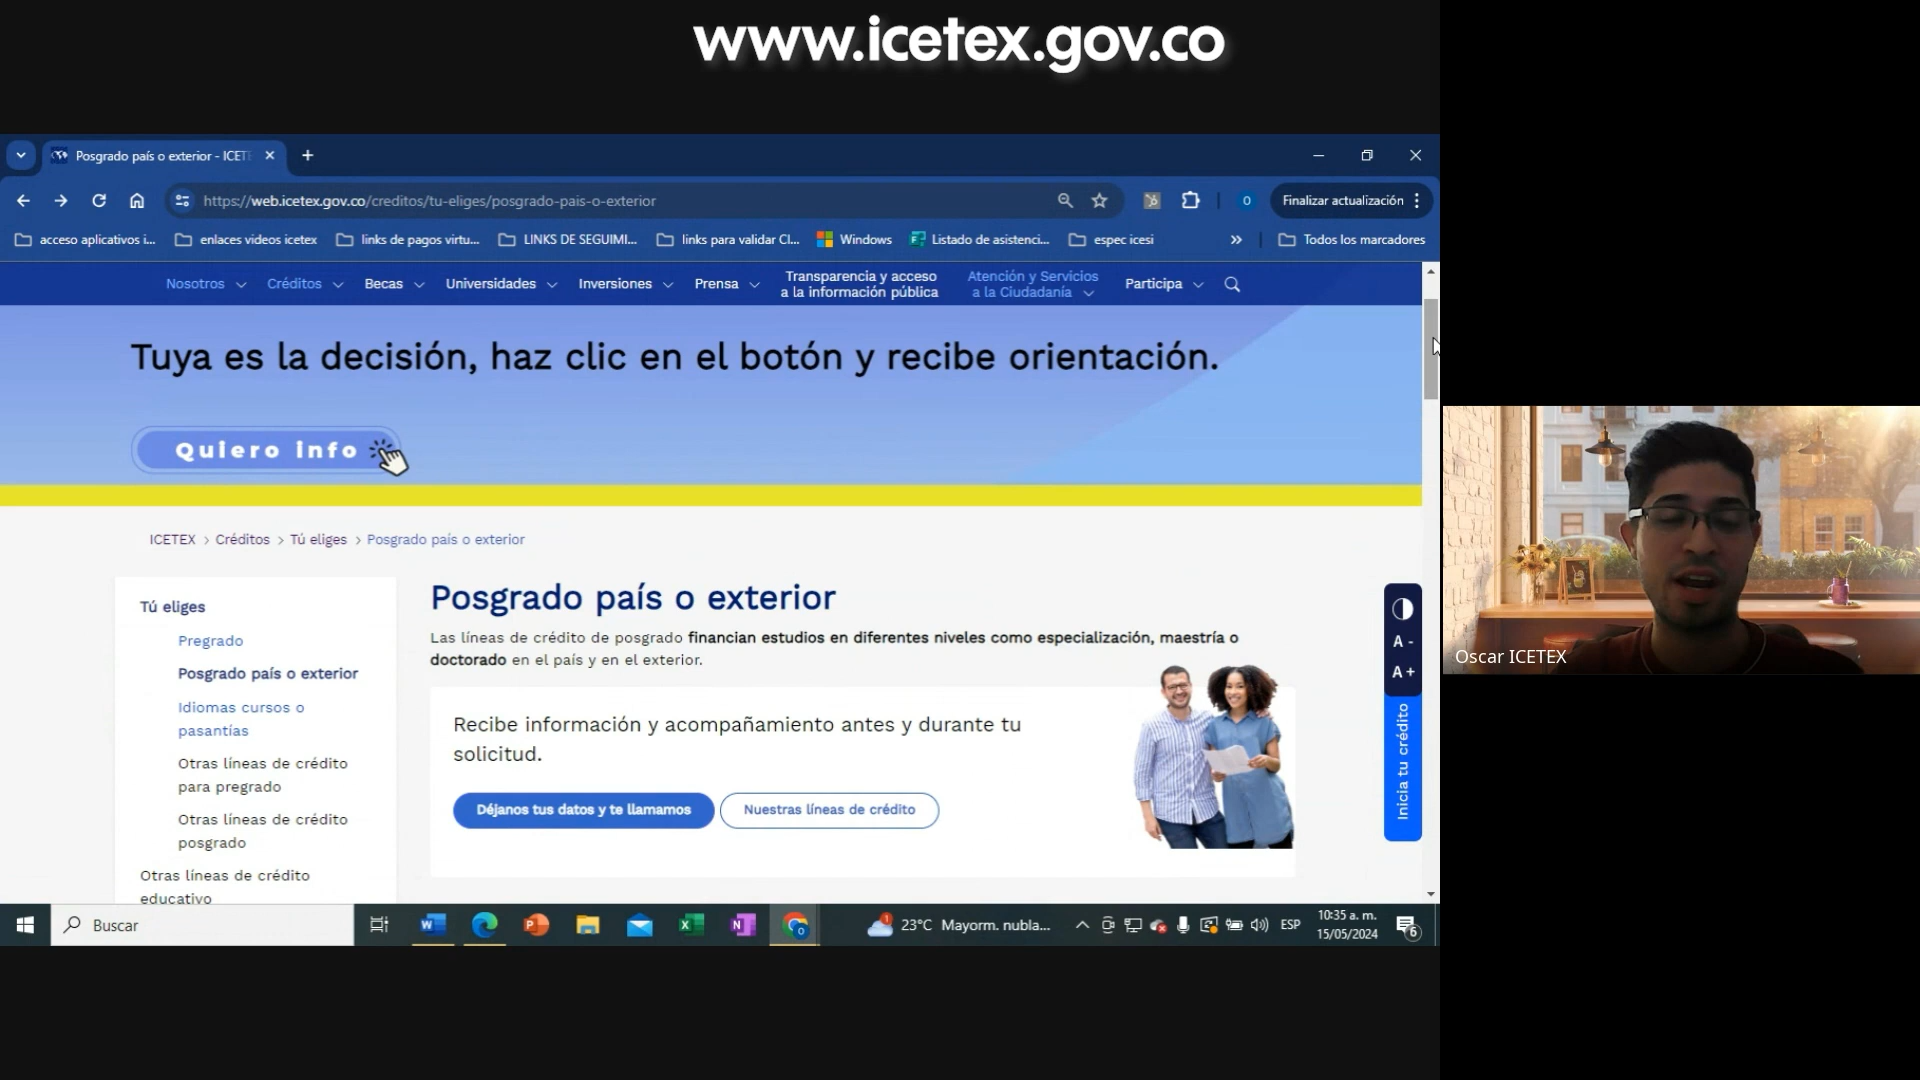 www.icetex.gov.co
Posgrado país o exterior - ICET
https://web.icetex.gov.co/creditos/tu-eliges/posgrado-pais-o-exterior
O
Finalizar actualización
acceso aplicativos i...
enlaces videos icetex
links de pagos virtu...
LINKS DE SEGUIMI...
links para validar CI...
Windows
Listado de asistenci...
espec icesi
Todos los marcadores
Nosotros
Créditos
Becas
Universidades
Inversiones
Prensa
Transparencia y acceso
a la información pública
Atención y Servicios
a la Ciudadanía
Participa
Tuya es la decisión, haz clic en el botón y recibe orientación.
Quiero info
ICETEX > Créditos > Tú eliges > Posgrado país o exterior
Tú eliges
Pregrado
Posgrado país o exterior
Idiomas cursos o
pasantías
Otras líneas de crédito
para pregrado
Otras líneas de crédito
posgrado
Otras líneas de crédito
educativo
Posgrado país o exterior
Las líneas de crédito de posgrado financian estudios en diferentes niveles como especialización, maestría o
doctorado en el país y en el exterior.
Recibe información y acompañamiento antes y durante tu
solicitud.
Déjanos tus datos y te llamamos
Nuestras líneas de crédito
A -
A +
Inicia tu crédito
Oscar ICETEX
Buscar
23°C Mayorm. nubla...
ESP
10:35 a. m.
15/05/2024
6